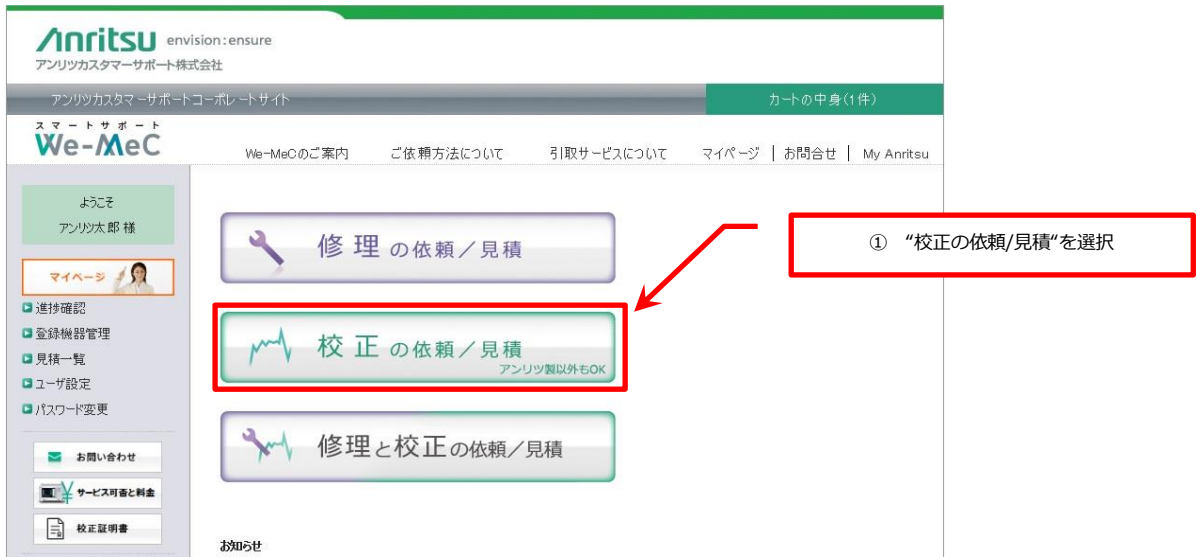 Anritsu envision:ensure
アンリツカスタマーサポート株式会社
アンリツカスタマーサポートコーポレートサイト
カートの中身(1件)
スマートサポート
We-MeC
We-MeCのご案内 ご依頼方法について 引取サービスについて マイページ | お問合せ | My Anritsu
ようこそ
アンリツ太郎 様
マイページ
進捗確認
登録機器管理
見積一覧
ユーザ設定
パスワード変更
お問い合わせ
サービス可否と料金
校正証明書
修理の依頼／見積
校正の依頼／見積
アンリツ製以外もOK
修理と校正の依頼／見積
お知らせ
① “校正の依頼/見積“を選択